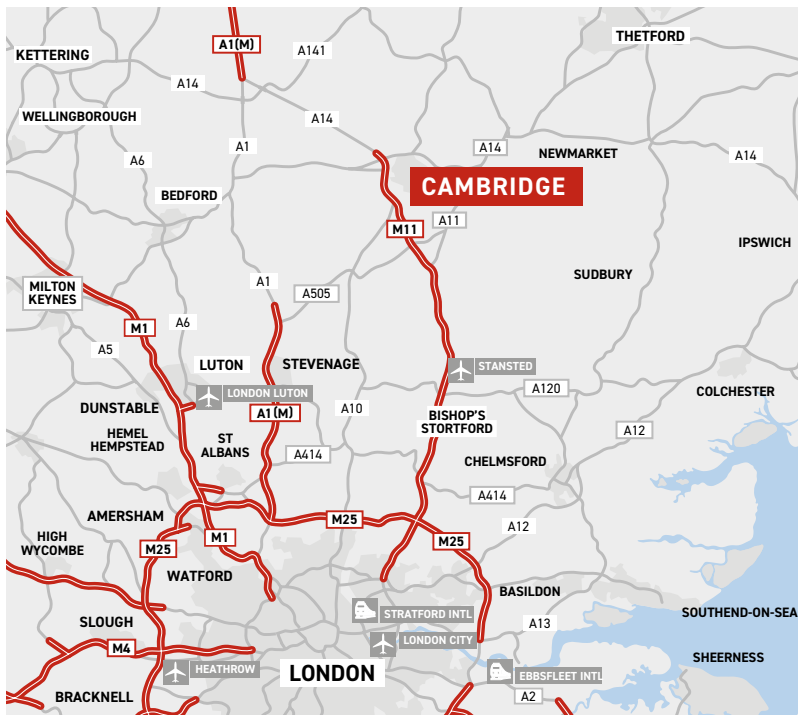 A1(M)
A141
THETFORD
KETTERING
A14
WELLINGBOROUGH
A14
A6
A1
A14
NEWMARKET
A14
CAMBRIDGE
BEDFORD
A11
M11
IPSWICH
SUDBURY
A1
A505
MILTON
KEYNES
M1
A6
A5
LUTON
STEVENAGE
STANSTED
LONDON LUTON
A120
COLCHESTER
DUNSTABLE
A1(M)
A10
BISHOP'S
STORTFORD
HEMEL
HEMPSTEAD
ST
ALBANS
A12
A414
CHELMSFORD
A414
AMERSHAM
M25
A12
HIGH
WYCOMBE
M25
M1
M25
WATFORD
BASILDON
STRATFORD INTL
SOUTHEND-ON-SEA
SLOUGH
A13
M4
LONDON CITY
SHEERNESS
HEATHROW
LONDON
EBBSFLEET INTL
BRACKNELL
A2